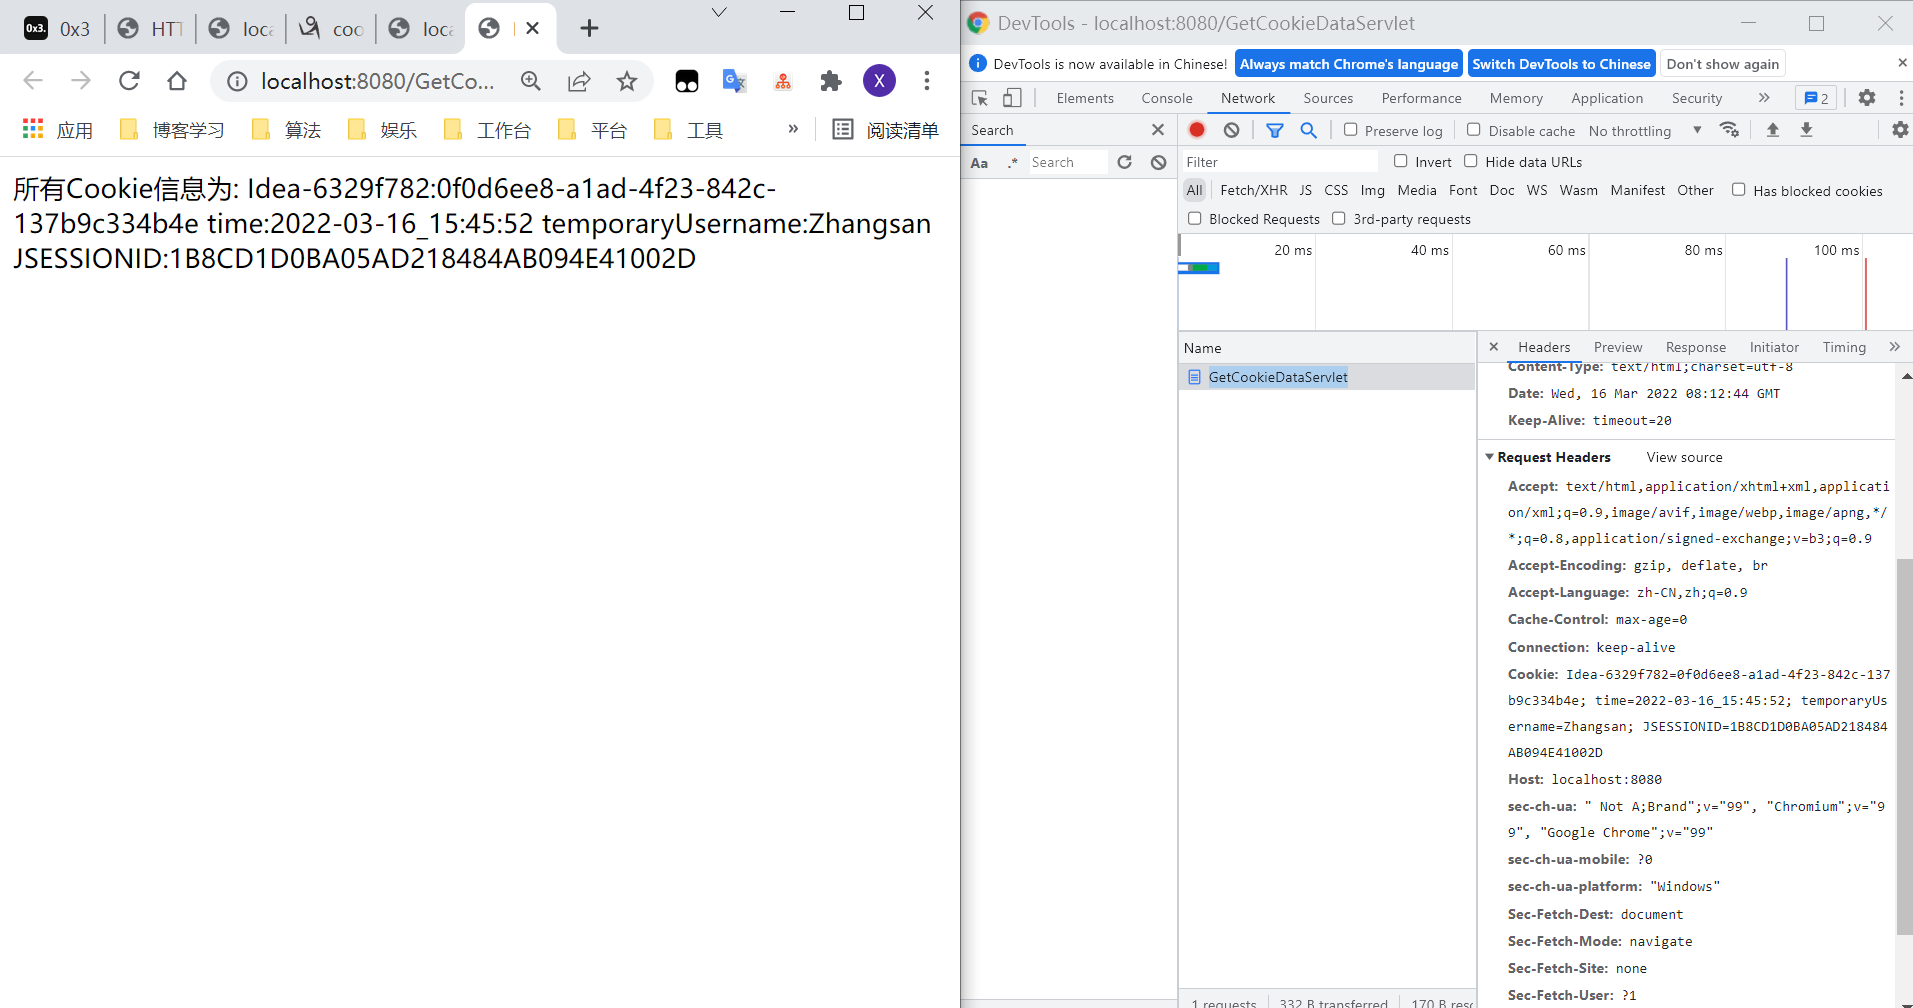 0x3.
0x3
HTT
loca
coo
loca
localhost:8080/GetCo...
X
应用
博客学习
算法
娱乐
工作台
平台
工具
»
阅读清单
所有Cookie信息为: Idea-6329f782:0f0d6ee8-a1ad-4f23-842c-
137b9c334b4e time:2022-03-16_15:45:52 temporaryUsername:Zhangsan
JSESSIONID:1B8CD1D0BA05AD218484AB094E41002D
DevTools - localhost:8080/GetCookieDataServlet
DevTools is now available in Chinese! Always match Chrome's language Switch DevTools to Chinese Don't show again
Elements Console Network Sources Performance Memory Application Security » 2
Search
Preserve log Disable cache No throttling
Aa .* Search
Filter Invert Hide data URLs
All Fetch/XHR JS CSS Img Media Font Doc WS Wasm Manifest Other Has blocked cookies
Blocked Requests 3rd-party requests
20 ms 40 ms 60 ms 80 ms 100 ms
Name
GetCookieDataServlet
Headers Preview Response Initiator Timing »
Content-Type: text/html;charset=utf-8
Date: Wed, 16 Mar 2022 08:12:44 GMT
Keep-Alive: timeout=20
Request Headers View source
Accept: text/html,application/xhtml+xml,applicati
on/xml;q=0.9,image/avif,image/webp,image/apng,*/
*;q=0.8,application/signed-exchange;v=b3;q=0.9
Accept-Encoding: gzip, deflate, br
Accept-Language: zh-CN,zh;q=0.9
Cache-Control: max-age=0
Connection: keep-alive
Cookie: Idea-6329f782=0f0d6ee8-a1ad-4f23-842c-137
b9c334b4e; time=2022-03-16_15:45:52; temporaryUs
ername=Zhangsan; JSESSIONID=1B8CD1D0BA05AD218484
AB094E41002D
Host: localhost:8080
sec-ch-ua: " Not A;Brand";v="99", "Chromium";v="9
9", "Google Chrome";v="99"
sec-ch-ua-mobile: ?0
sec-ch-ua-platform: "Windows"
Sec-Fetch-Dest: document
Sec-Fetch-Mode: navigate
Sec-Fetch-Site: none
Sec-Fetch-User: ?1
1 requests 332 B transferred 170 B resc